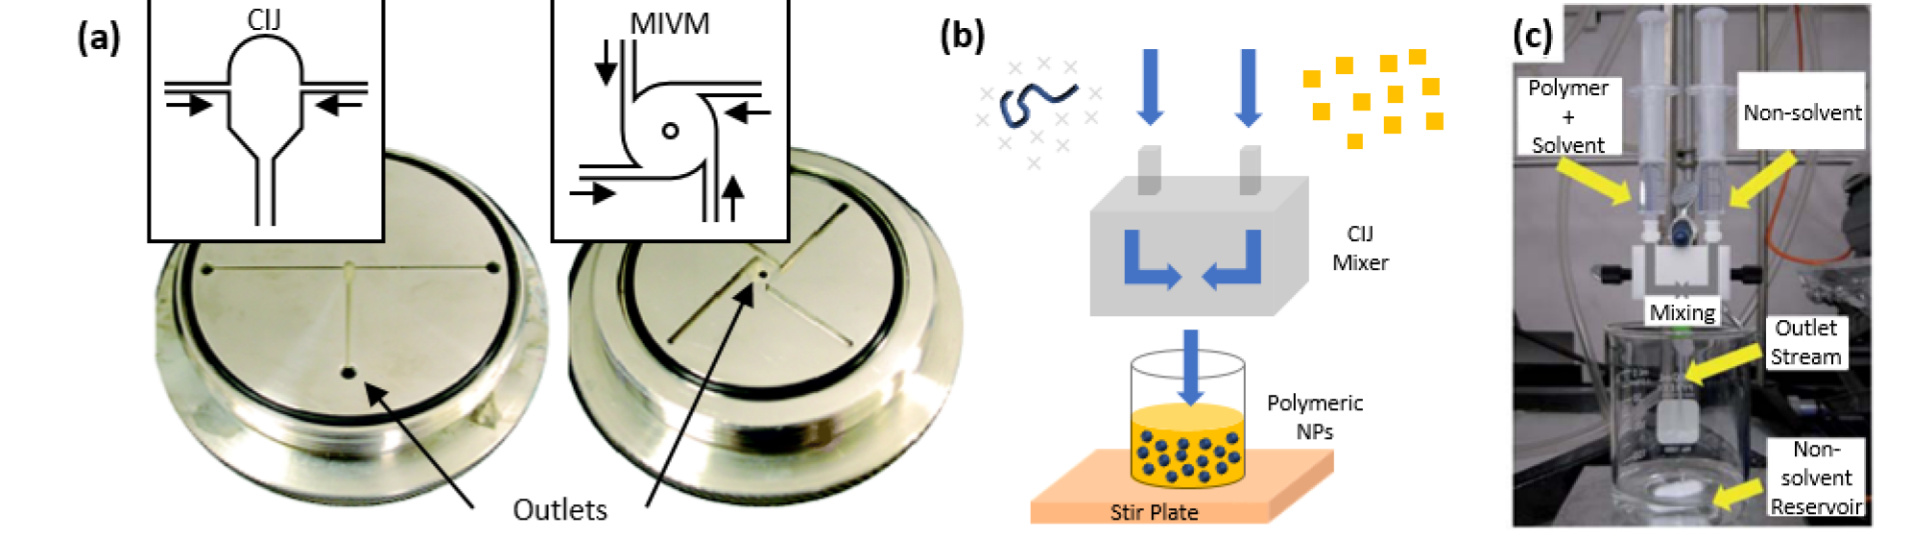 (a)
CIJ
MIVM
Outlets
(b)
CIJ
Mixer
Polymeric
NPs
Stir Plate
(c)
Polymer
+
Solvent
Non-solvent
Mixing
Outlet
Stream
Non-
solvent
Reservoir